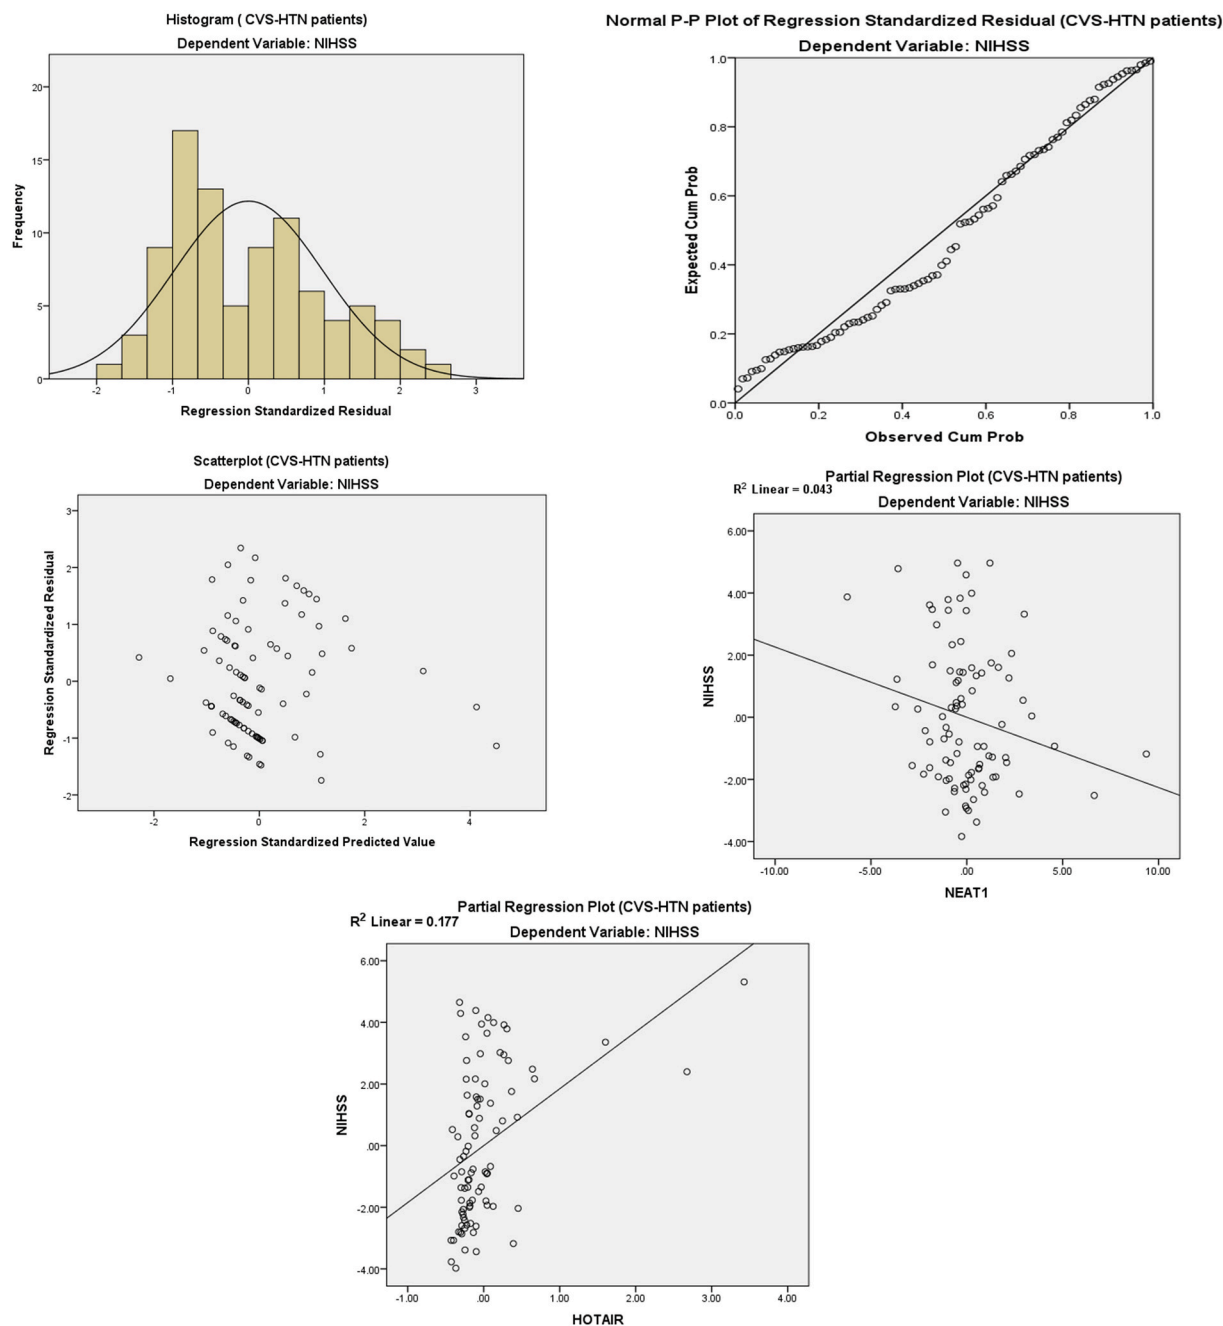 Histogram ( CVS-HTN patients)
Dependent Variable: NIHSS
Frequency
20
15
10
5
0
-2 -1 0 1 2 3
Regression Standardized Residual
Normal P-P Plot of Regression Standardized Residual (CVS-HTN patients)
Dependent Variable: NIHSS
Expected Cum Prob
1.0
0.8
0.6
0.4
0.2
0.0
0.0 0.2 0.4 0.6 0.8 1.0
Observed Cum Prob
Scatterplot (CVS-HTN patients)
Dependent Variable: NIHSS
Regression Standardized Residual
3
2
1
0
-1
-2
-2 0 2 4
Regression Standardized Predicted Value
Partial Regression Plot (CVS-HTN patients)
R2 Linear = 0.043
Dependent Variable: NIHSS
NIHSS
6.00
4.00
2.00
.00
-2.00
-4.00
-10.00 -5.00 .00 5.00 10.00
NEAT1
Partial Regression Plot (CVS-HTN patients)
R2 Linear = 0.177
Dependent Variable: NIHSS
NIHSS
6.00
4.00
2.00
.00
-2.00
-4.00
-1.00 .00 1.00 2.00 3.00 4.00
HOTAIR